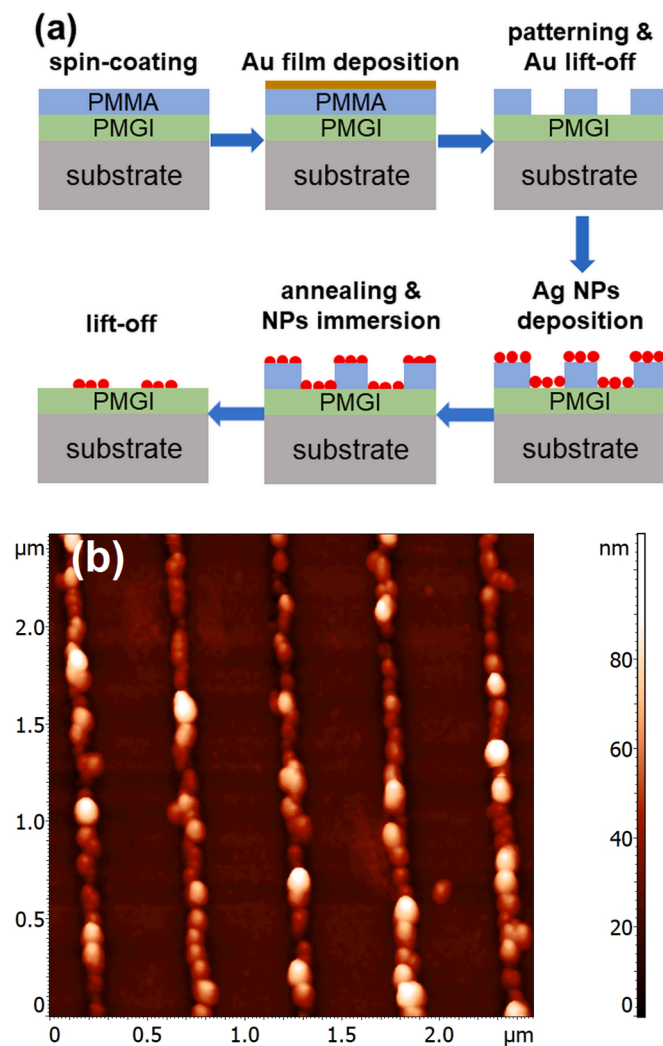 (a)
spin-coating
PMMA
PMGI
substrate
Au film deposition
PMMA
PMGI
substrate
patterning &
Au lift-off
PMGI
substrate
lift-off
PMGI
substrate
annealing &
NPs immersion
PMGI
substrate
Ag NPs
deposition
PMGI
substrate
(b)
µm
2.0
1.5
1.0
0.5
0
0 0.5 1.0 1.5 2.0 µm
nm
80
60
40
20
0